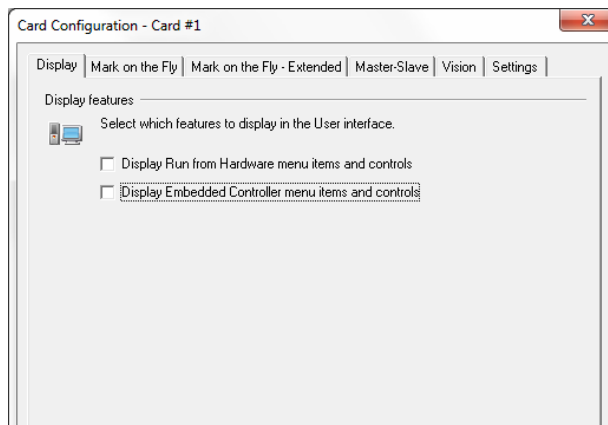 Card Configuration - Card #1
Display Mark on the Fly Mark on the Fly - Extended Master-Slave Vision Settings
Display features
Select which features to display in the User interface.
Display Run from Hardware menu items and controls
Display Embedded Controller menu items and controls